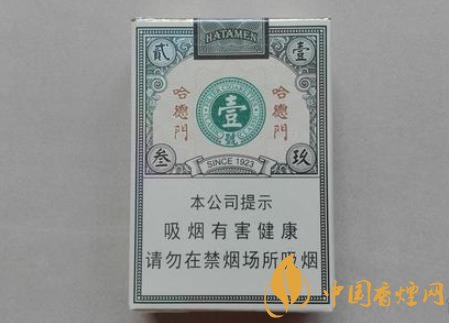 HATAMEN
貳 壹
哈德門 壹號 哈德門
叁 SINCE 1923 玖
本公司提示
吸烟有害健康
请勿在禁烟场所吸烟
中国香烟网